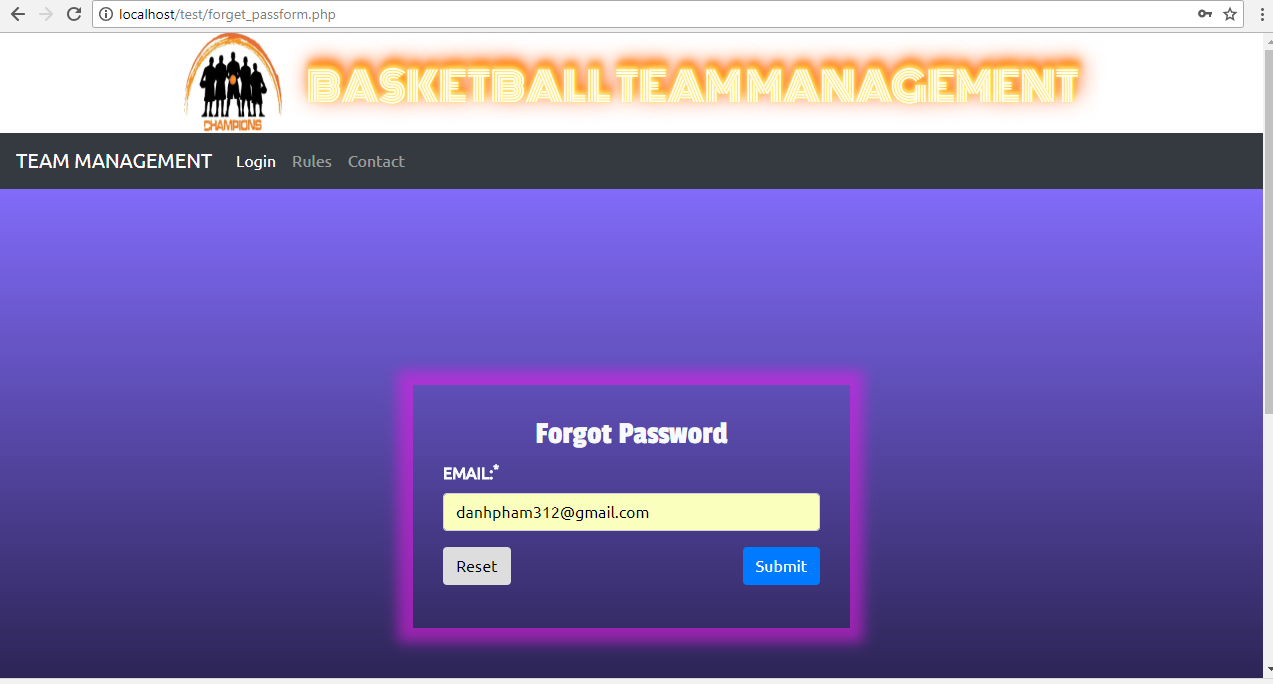 localhost/test/forget_passform.php
CHAMPIONS
BASKETBALL TEAM MANAGEMENT
TEAM MANAGEMENT Login Rules Contact
Forgot Password
EMAIL:*
danhpham312@gmail.com
Reset Submit